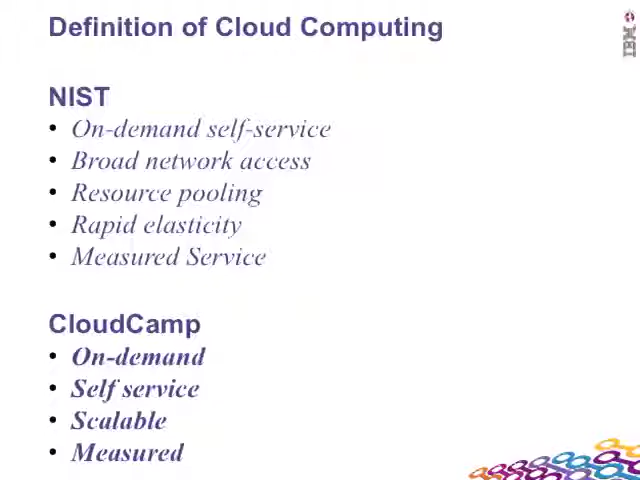 Definition of Cloud Computing
IBM
NIST
• On-demand self-service
• Broad network access
• Resource pooling
• Rapid elasticity
• Measured Service
CloudCamp
• On-demand
• Self service
• Scalable
• Measured